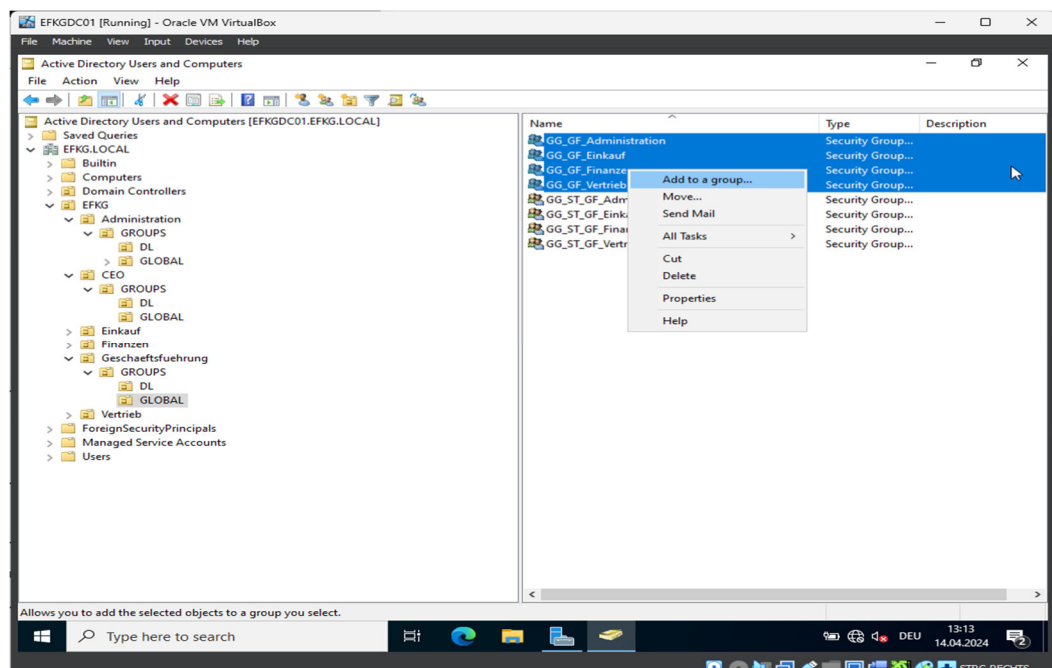 EFKGDC01 [Running] - Oracle VM VirtualBox
File Machine View Input Devices Help
Active Directory Users and Computers
File Action View Help
Active Directory Users and Computers [EFKGDC01.EFKG.LOCAL]
Saved Queries
EFKG.LOCAL
Builtin
Computers
Domain Controllers
EFKG
Administration
GROUPS
DL
GLOBAL
CEO
GROUPS
DL
GLOBAL
Einkauf
Finanzen
Geschaeftsfuehrung
GROUPS
DL
GLOBAL
Vertrieb
ForeignSecurityPrincipals
Managed Service Accounts
Users
Name Type Description
GG_GF_Administration Security Group...
GG_GF_Einkauf Security Group...
GG_GF_Finanze Security Group...
GG_GF_Vertrieb Security Group...
GG_ST_GF_Adm Security Group...
GG_ST_GF_Eink Security Group...
GG_ST_GF_Finan Security Group...
GG_ST_GF_Vertr Security Group...
Add to a group...
Move...
Send Mail
All Tasks
Cut
Delete
Properties
Help
Allows you to add the selected objects to a group you select.
Type here to search
DEU
13:13
14.04.2024
2
STRG-RECHTS